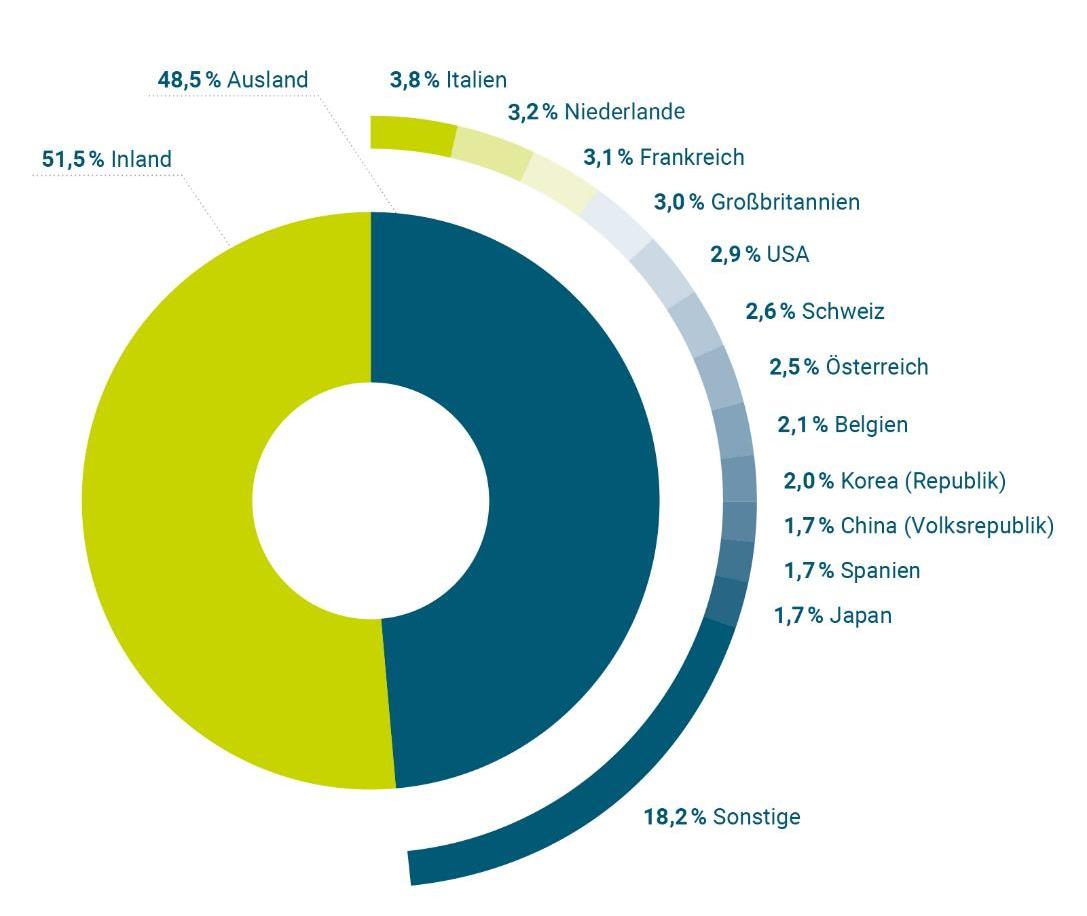 48,5 % Ausland
3,8 % Italien
3,2 % Niederlande
51,5 % Inland
3,1 % Frankreich
3,0 % Großbritannien
2,9 % USA
2,6 % Schweiz
2,5 % Österreich
2,1 % Belgien
2,0 % Korea (Republik)
1,7 % China (Volksrepublik)
1,7 % Spanien
1,7 % Japan
18,2 % Sonstige